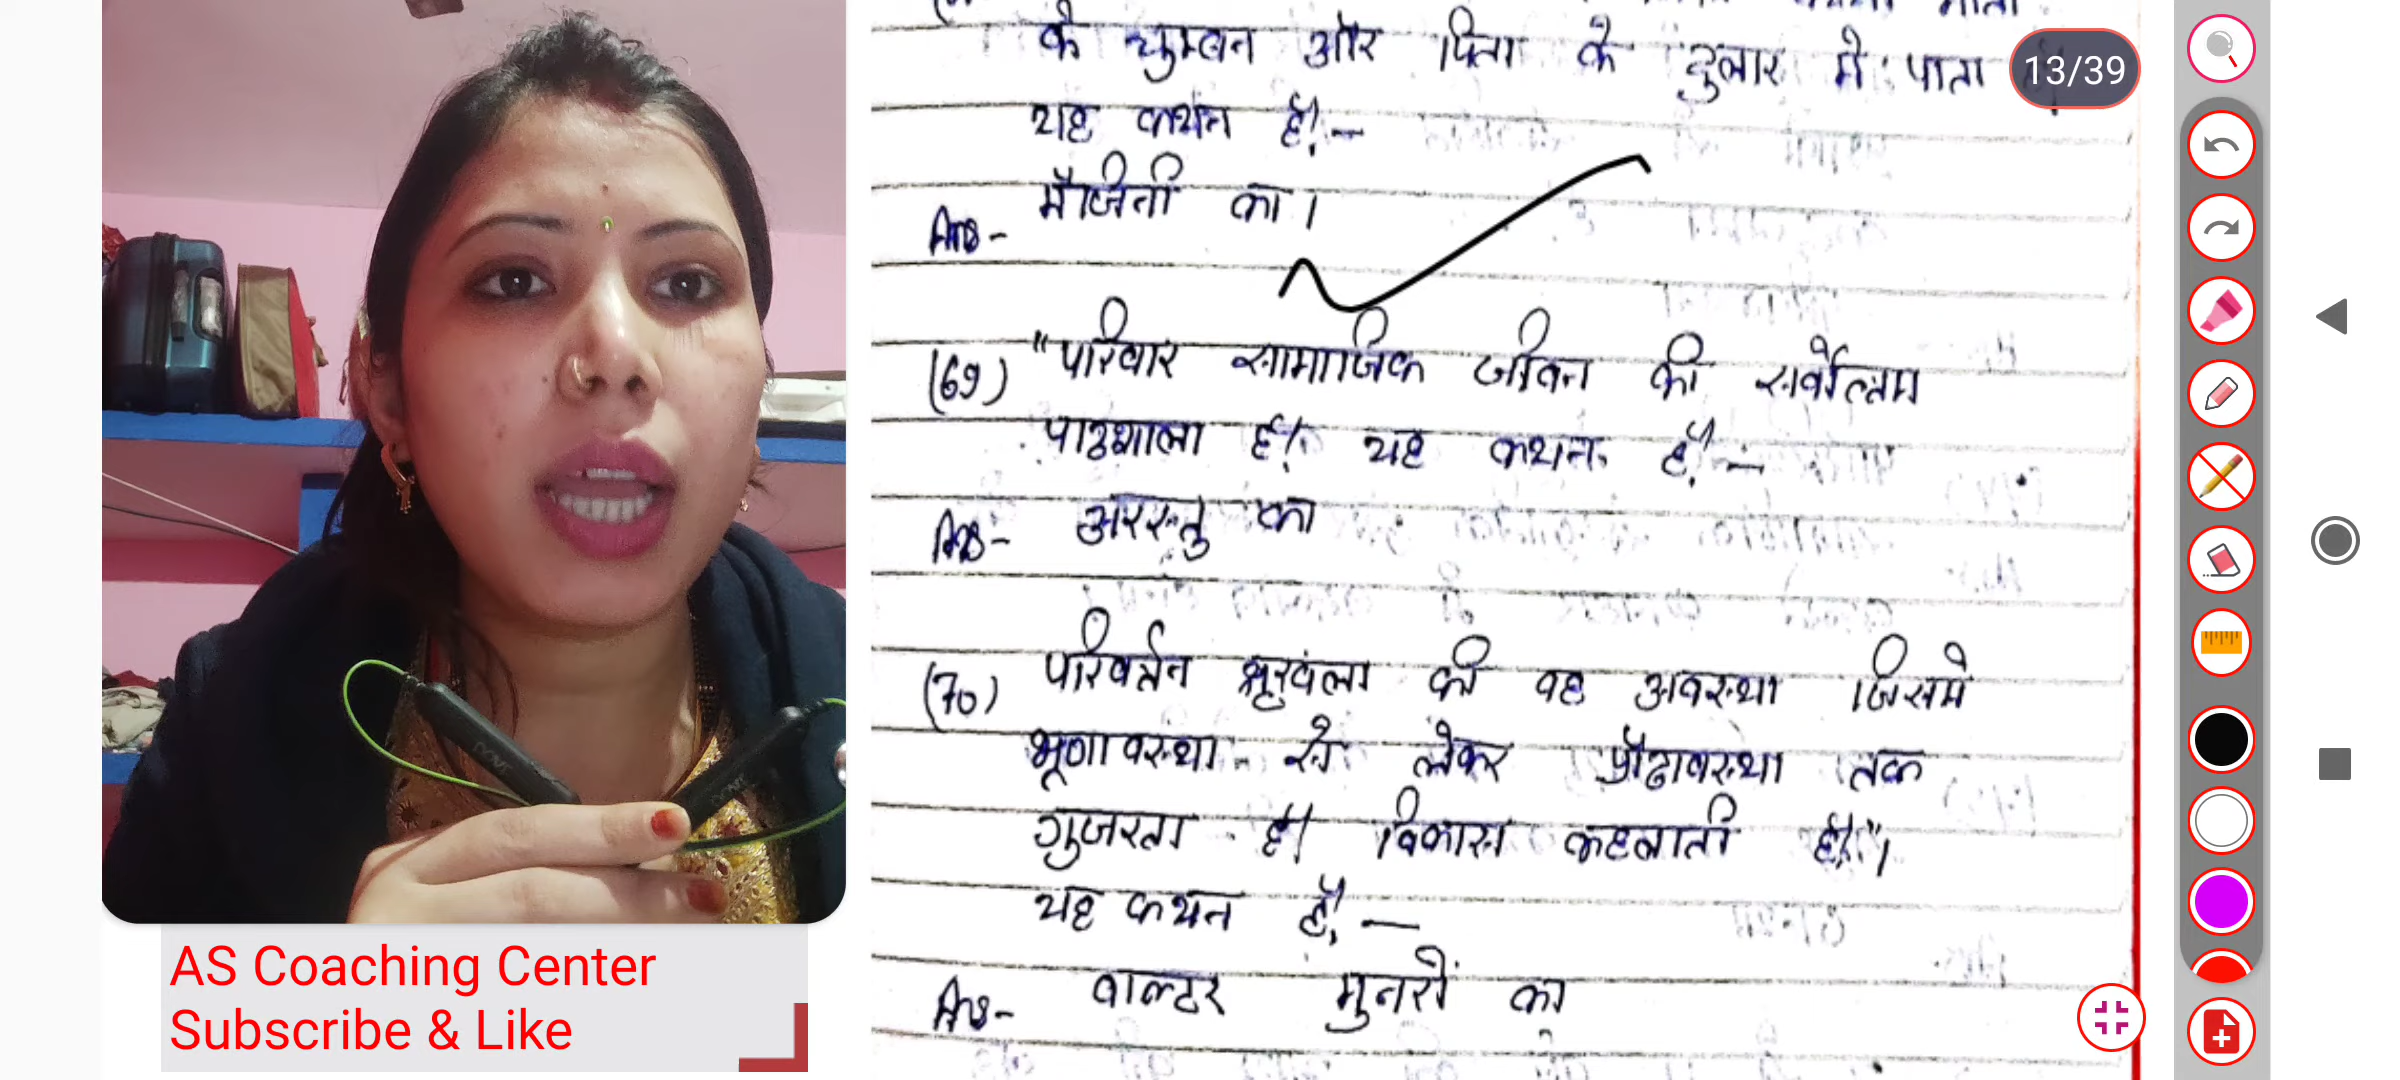 के चुम्बन और पिता के दुलार में पाता
13/39
यह कथन है।-
Ans- मैजिनी का।
(69) "परिवार सामाजिक जीवन की सर्वोत्तम
पाठशाला है। यह कथन है।-
Ans- अरस्तु का
(70) परिवर्तन श्रृखंला की वह अवस्था जिसमे
भ्रूणावस्था से लेकर प्रौढावस्था तक
गुजरता है। विकास कहलाती है।"।
यह कथन है।-
Ans- वाल्टर मुनरो का
AS Coaching Center
Subscribe & Like